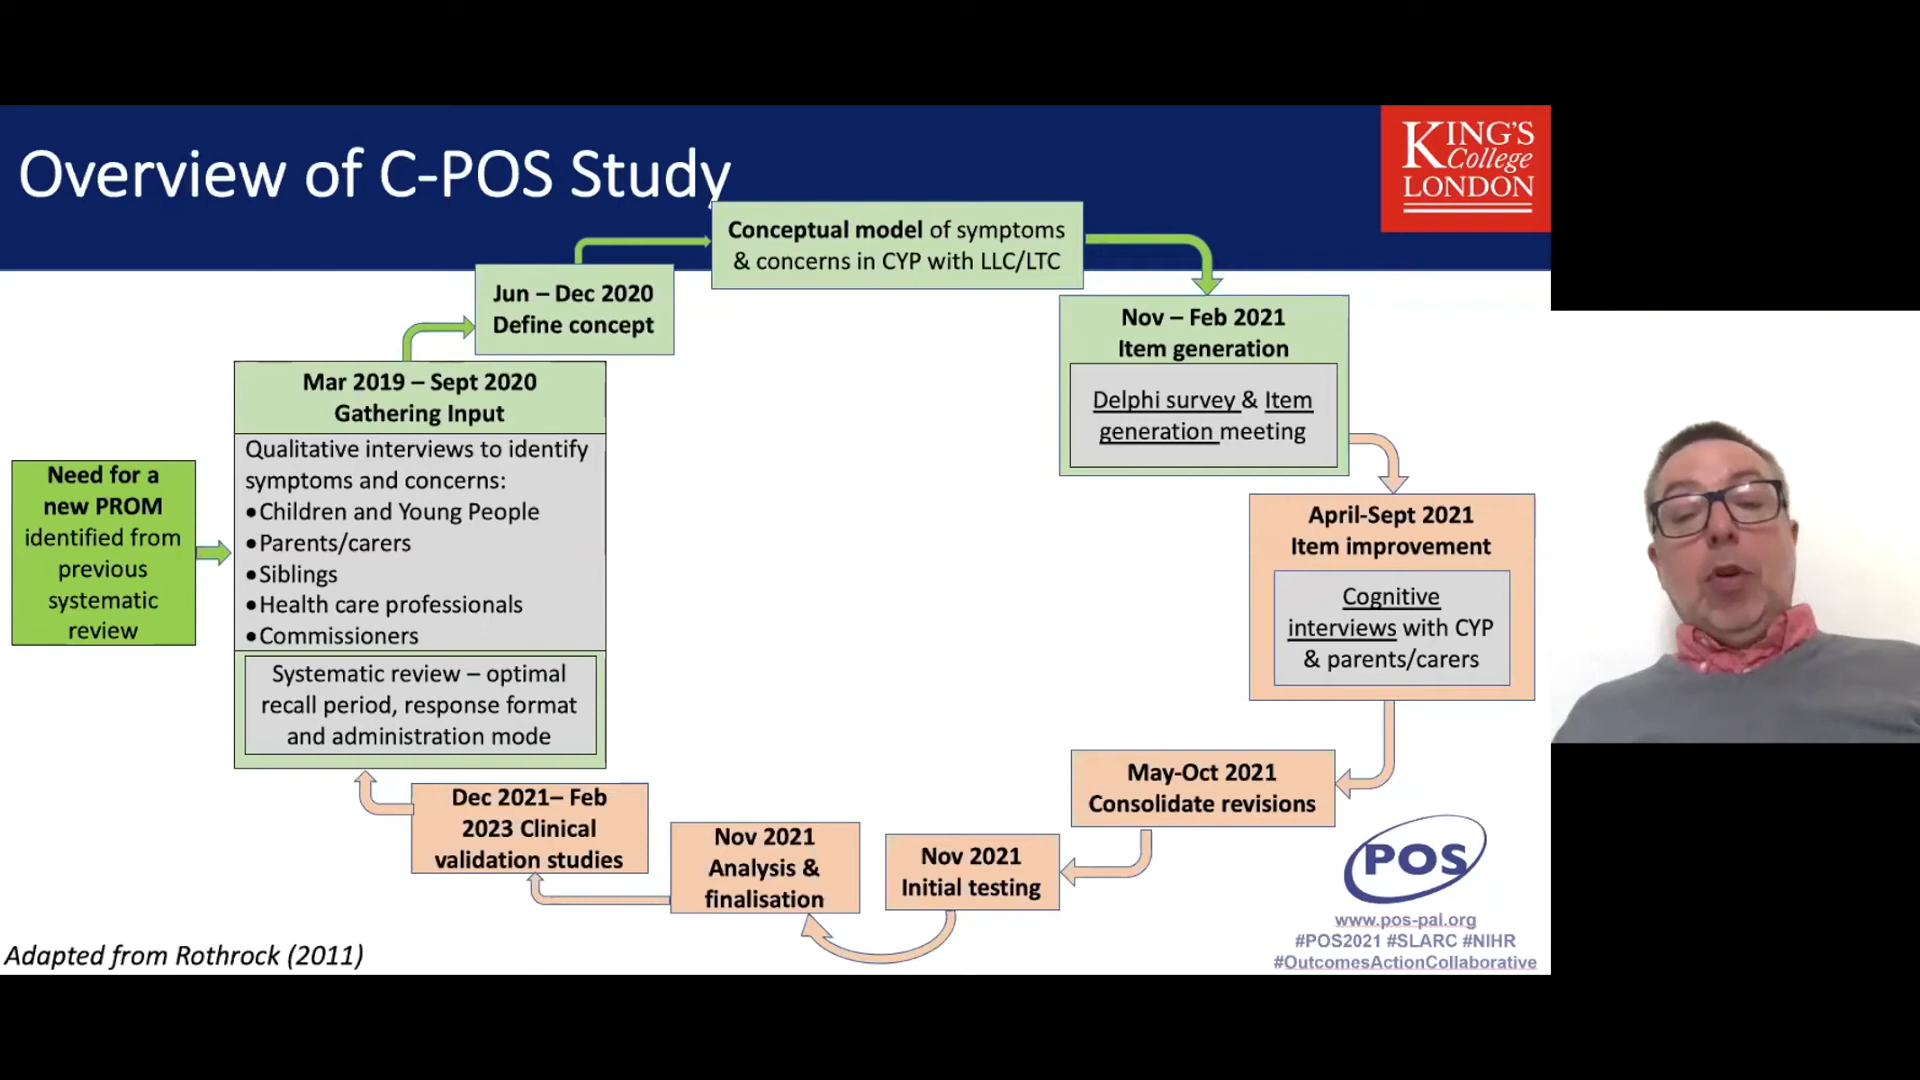 Overview of C-POS Study
KING'S
College
LONDON
Conceptual model of symptoms
& concerns in CYP with LLC/LTC
Jun – Dec 2020
Define concept
Nov – Feb 2021
Item generation
Delphi survey & Item
generation meeting
Mar 2019 – Sept 2020
Gathering Input
Qualitative interviews to identify
symptoms and concerns:
•Children and Young People
•Parents/carers
•Siblings
•Health care professionals
•Commissioners
Systematic review – optimal
recall period, response format
and administration mode
Need for a
new PROM
identified from
previous
systematic
review
April-Sept 2021
Item improvement
Cognitive
interviews with CYP
& parents/carers
May-Oct 2021
Consolidate revisions
Nov 2021
Initial testing
Nov 2021
Analysis &
finalisation
Dec 2021– Feb
2023 Clinical
validation studies
POS
www.pos-pal.org
#POS2021 #SLARC #NIHR
#OutcomesActionCollaborative
Adapted from Rothrock (2011)